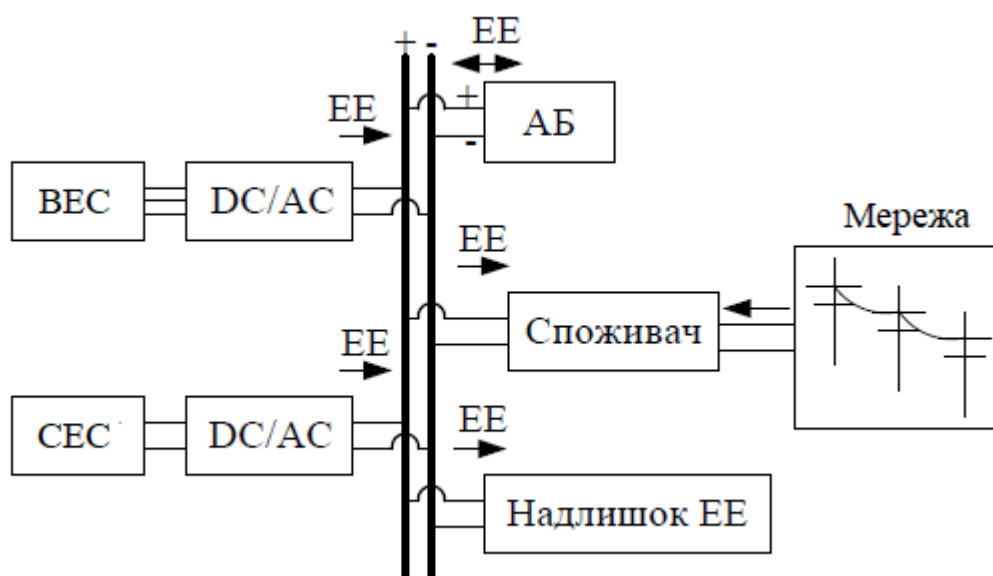 + -
ЕЕ
+
АБ
-
ЕЕ
ВЕС
DC/AC
Мережа
ЕЕ
Споживач
ЕЕ
СЕС
DC/AC
ЕЕ
Надлишок ЕЕ